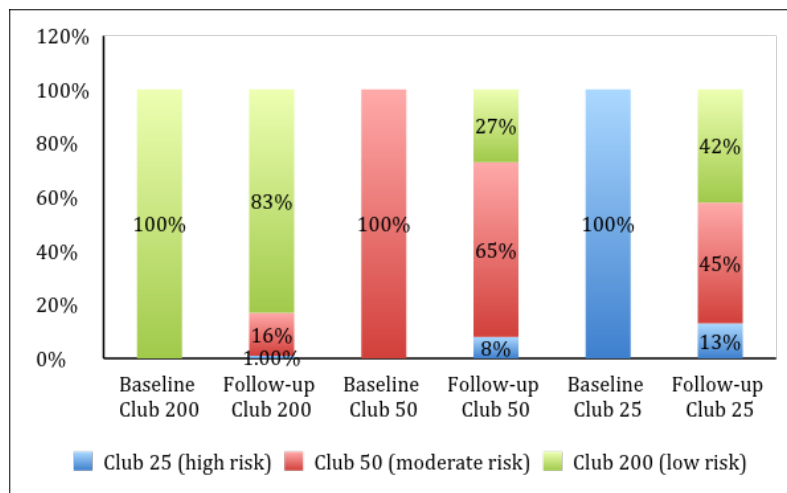 120%
100%
80%
60%
40%
20%
0%
100%
83%
16%
1.00%
100%
27%
65%
8%
100%
42%
45%
13%
Baseline Club 200
Follow-up Club 200
Baseline Club 50
Follow-up Club 50
Baseline Club 25
Follow-up Club 25
Club 25 (high risk) Club 50 (moderate risk) Club 200 (low risk)